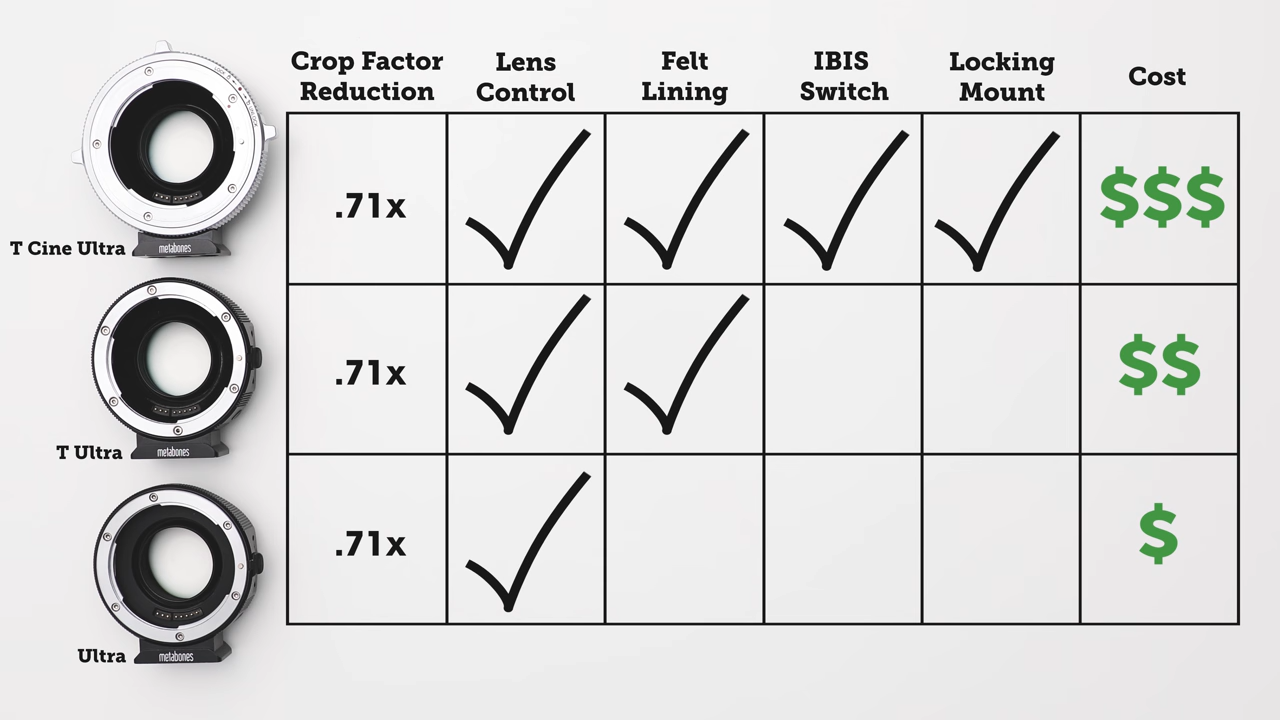 Crop Factor
Reduction
Lens
Control
Felt
Lining
IBIS
Switch
Locking
Mount
Cost
T Cine Ultra
metabones
.71x
$$$
T Ultra
metabones
.71x
$$
Ultra
metabones
.71x
$